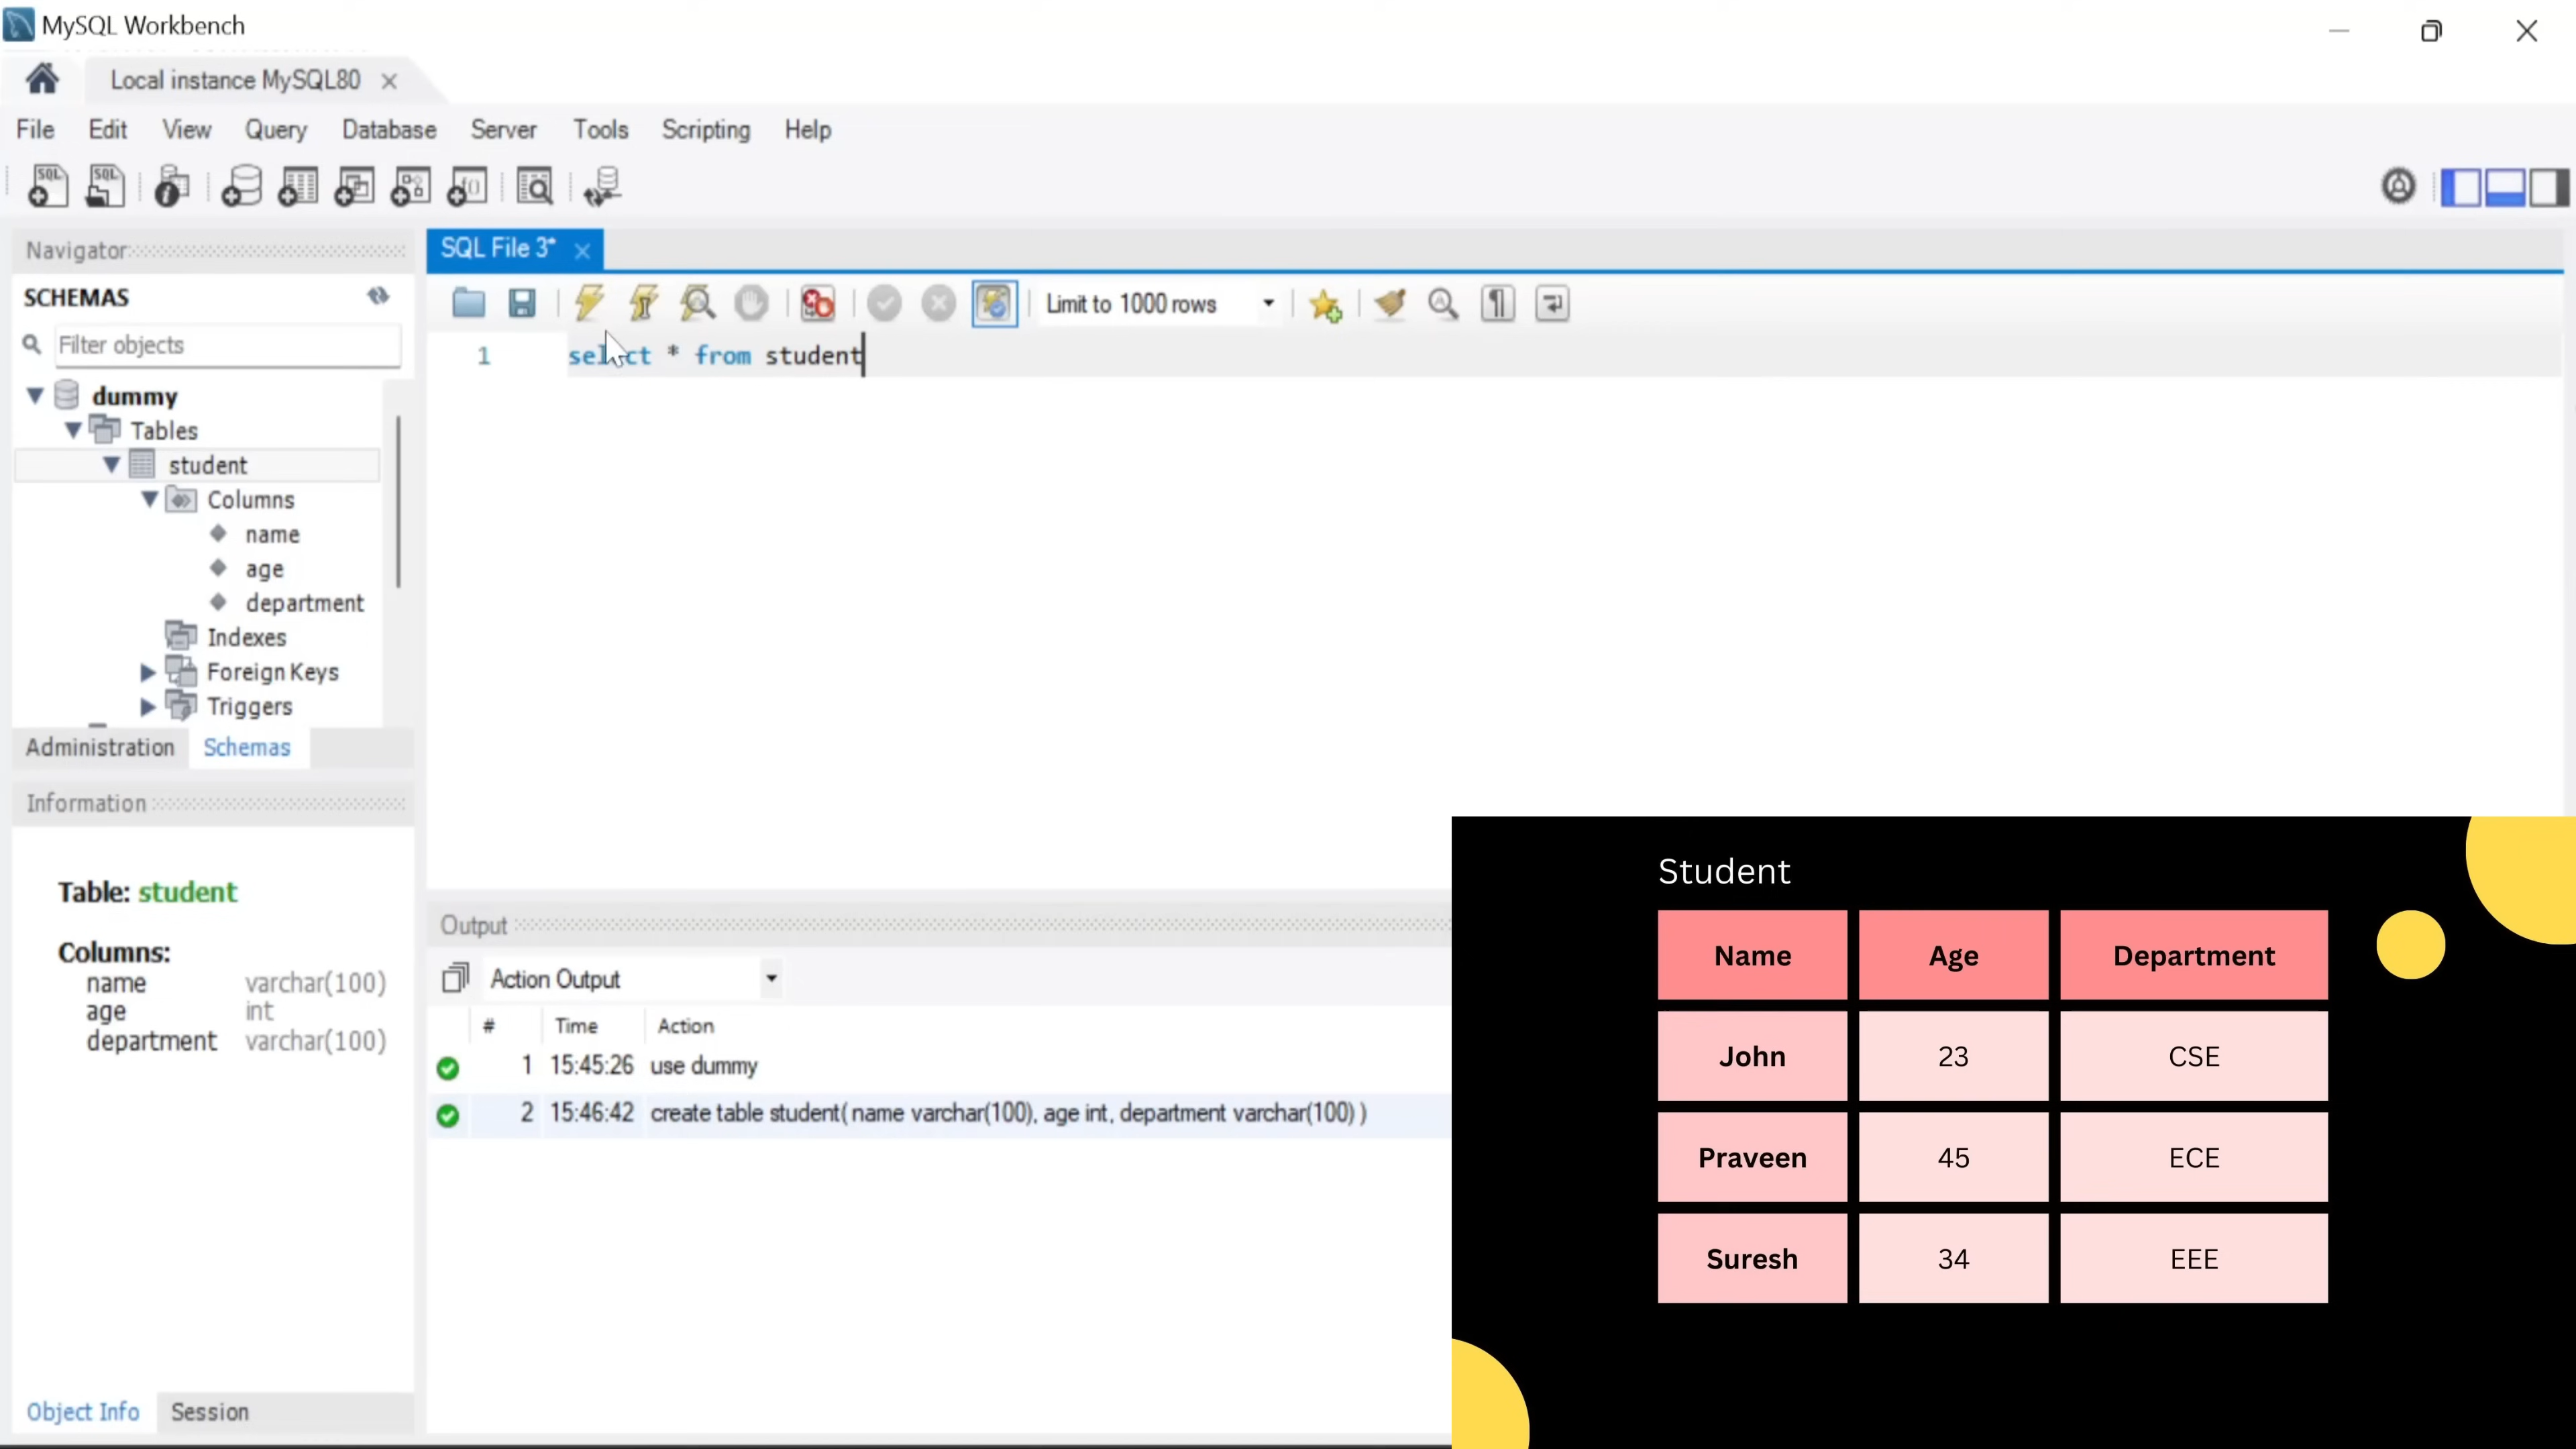 MySQL Workbench
Local instance MySQL80
File Edit View Query Database Server Tools Scripting Help
Navigator
SCHEMAS
Filter objects
dummy
Tables
student
Columns
name
age
department
Indexes
Foreign Keys
Triggers
Administration Schemas
Information
Table: student
Columns:
name varchar(100)
age int
department varchar(100)
Object Info Session
SQL File 3*
Limit to 1000 rows
1 select * from student
Output
Action Output
# Time Action
1 15:45:26 use dummy
2 15:46:42 create table student( name varchar(100), age int, department varchar(100) )
Student
Name Age Department
John 23 CSE
Praveen 45 ECE
Suresh 34 EEE